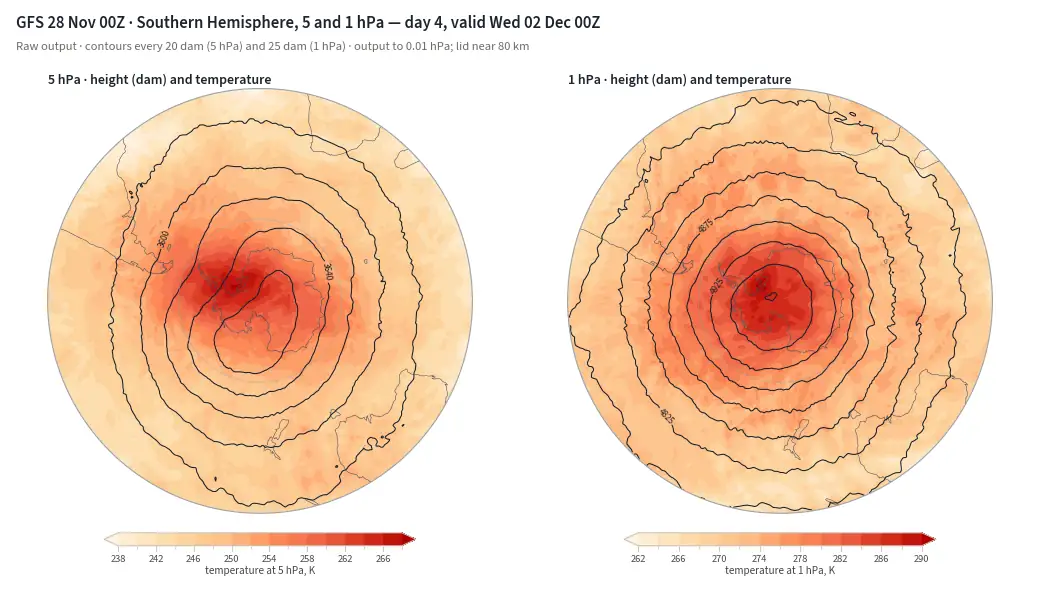 GFS 28 Nov 00Z · Southern Hemisphere, 5 and 1 hPa — day 4, valid Wed 02 Dec 00Z
Raw output · contours every 20 dam (5 hPa) and 25 dam (1 hPa) · output to 0.01 hPa; lid near 80 km
5 hPa · height (dam) and temperature
3600
3640
238 242 246 250 254 258 262 266
temperature at 5 hPa, K
1 hPa · height (dam) and temperature
4875
4925
4825
262 266 270 274 278 282 286 290
temperature at 1 hPa, K